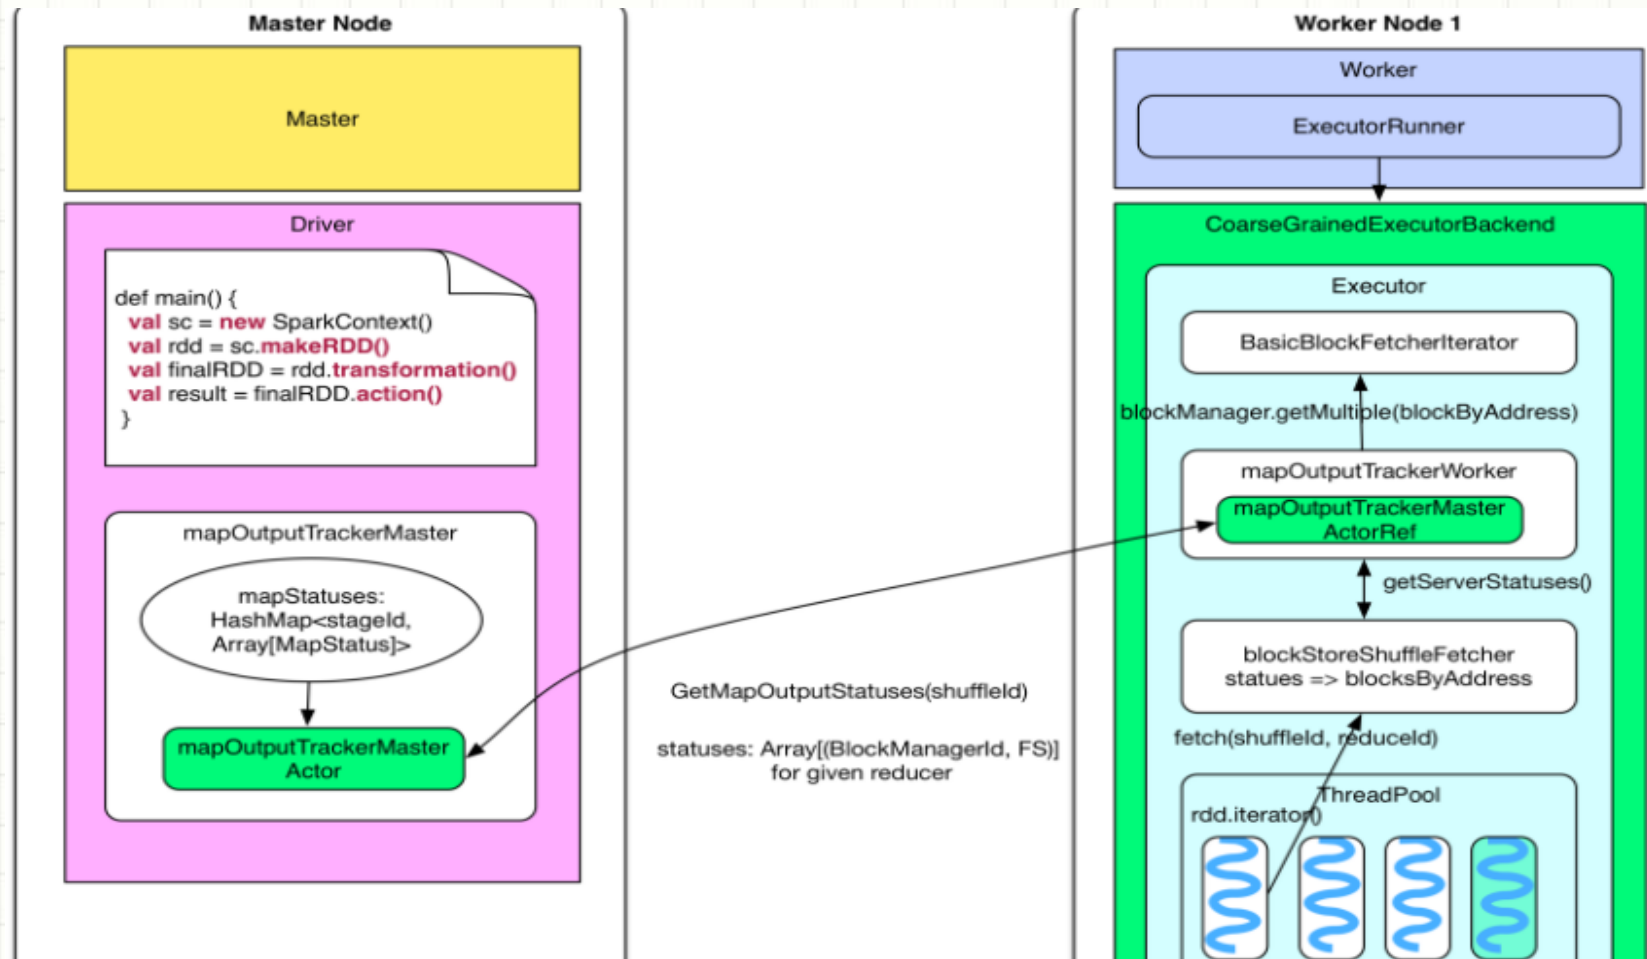 Master Node
Master
Driver
def main() {
val sc = new SparkContext()
val rdd = sc.makeRDD()
val finalRDD = rdd.transformation()
val result = finalRDD.action()
}
mapOutputTrackerMaster
mapStatuses:
HashMap<stageId,
Array[MapStatus]>
mapOutputTrackerMaster
Actor
GetMapOutputStatuses(shuffleId)
statuses: Array[(BlockManagerId, FS)]
for given reducer
Worker Node 1
Worker
ExecutorRunner
CoarseGrainedExecutorBackend
Executor
BasicBlockFetcherIterator
blockManager.getMultiple(blockByAddress)
mapOutputTrackerWorker
mapOutputTrackerMaster
ActorRef
getServerStatuses()
blockStoreShuffleFetcher
statues => blocksByAddress
fetch(shuffleId, reduceId)
ThreadPool
rdd.iterator()